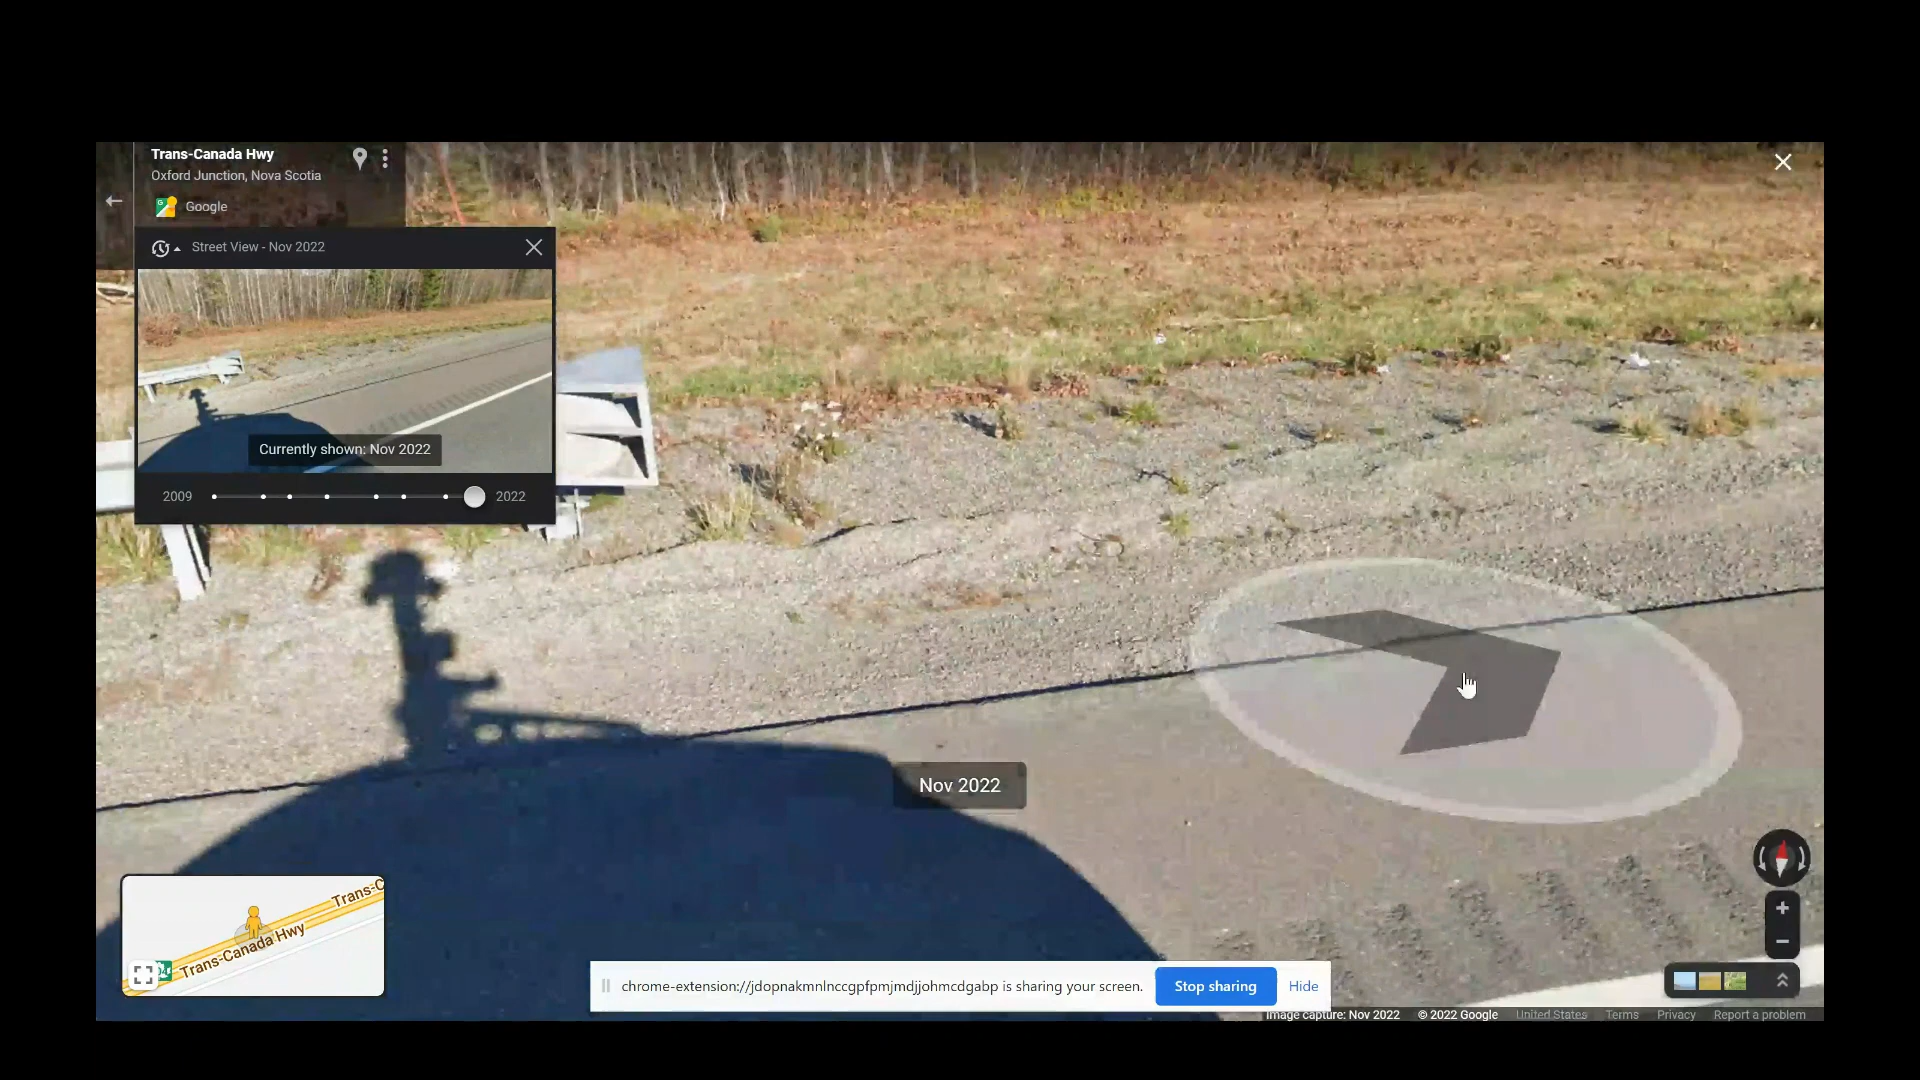 Trans-Canada Hwy
Oxford Junction, Nova Scotia
Google
Street View - Nov 2022
Currently shown: Nov 2022
2009
2022
Nov 2022
Trans-C
Trans-Canada Hwy
chrome-extension://jdopnakmnlnccgpfpmjmdjjohmcdgabp is sharing your screen.
Stop sharing
Hide
Image capture: Nov 2022
© 2022 Google
United States
Terms
Privacy
Report a problem